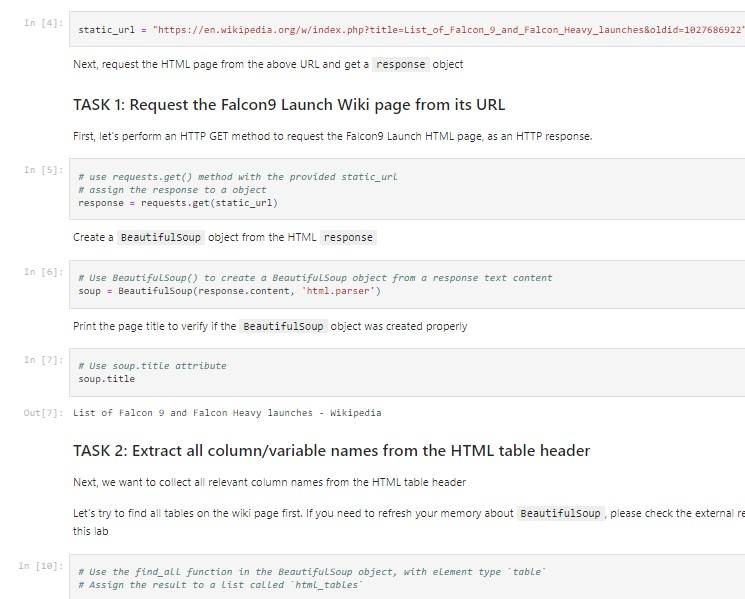 In [4]:
static_url = "https://en.wikipedia.org/w/index.php?title=List_of_Falcon_9_and_Falcon_Heavy_launches&oldid=1027686922"
Next, request the HTML page from the above URL and get a response object
TASK 1: Request the Falcon9 Launch Wiki page from its URL
First, let's perform an HTTP GET method to request the Falcon9 Launch HTML page, as an HTTP response.
In [5]:
# use requests.get() method with the provided static_url
# assign the response to a object
response = requests.get(static_url)
Create a BeautifulSoup object from the HTML response
In [6]:
# Use BeautifulSoup() to create a BeautifulSoup object from a response text content
soup = BeautifulSoup(response.content, 'html.parser')
Print the page title to verify if the BeautifulSoup object was created properly
In [7]:
# Use soup.title attribute
soup.title
Out[7]: List of Falcon 9 and Falcon Heavy launches - Wikipedia
TASK 2: Extract all column/variable names from the HTML table header
Next, we want to collect all relevant column names from the HTML table header
Let's try to find all tables on the wiki page first. If you need to refresh your memory about BeautifulSoup, please check the external re
this lab
In [10]:
# Use the find_all function in the BeautifulSoup object, with element type `table`
# Assign the result to a list called `html_tables`